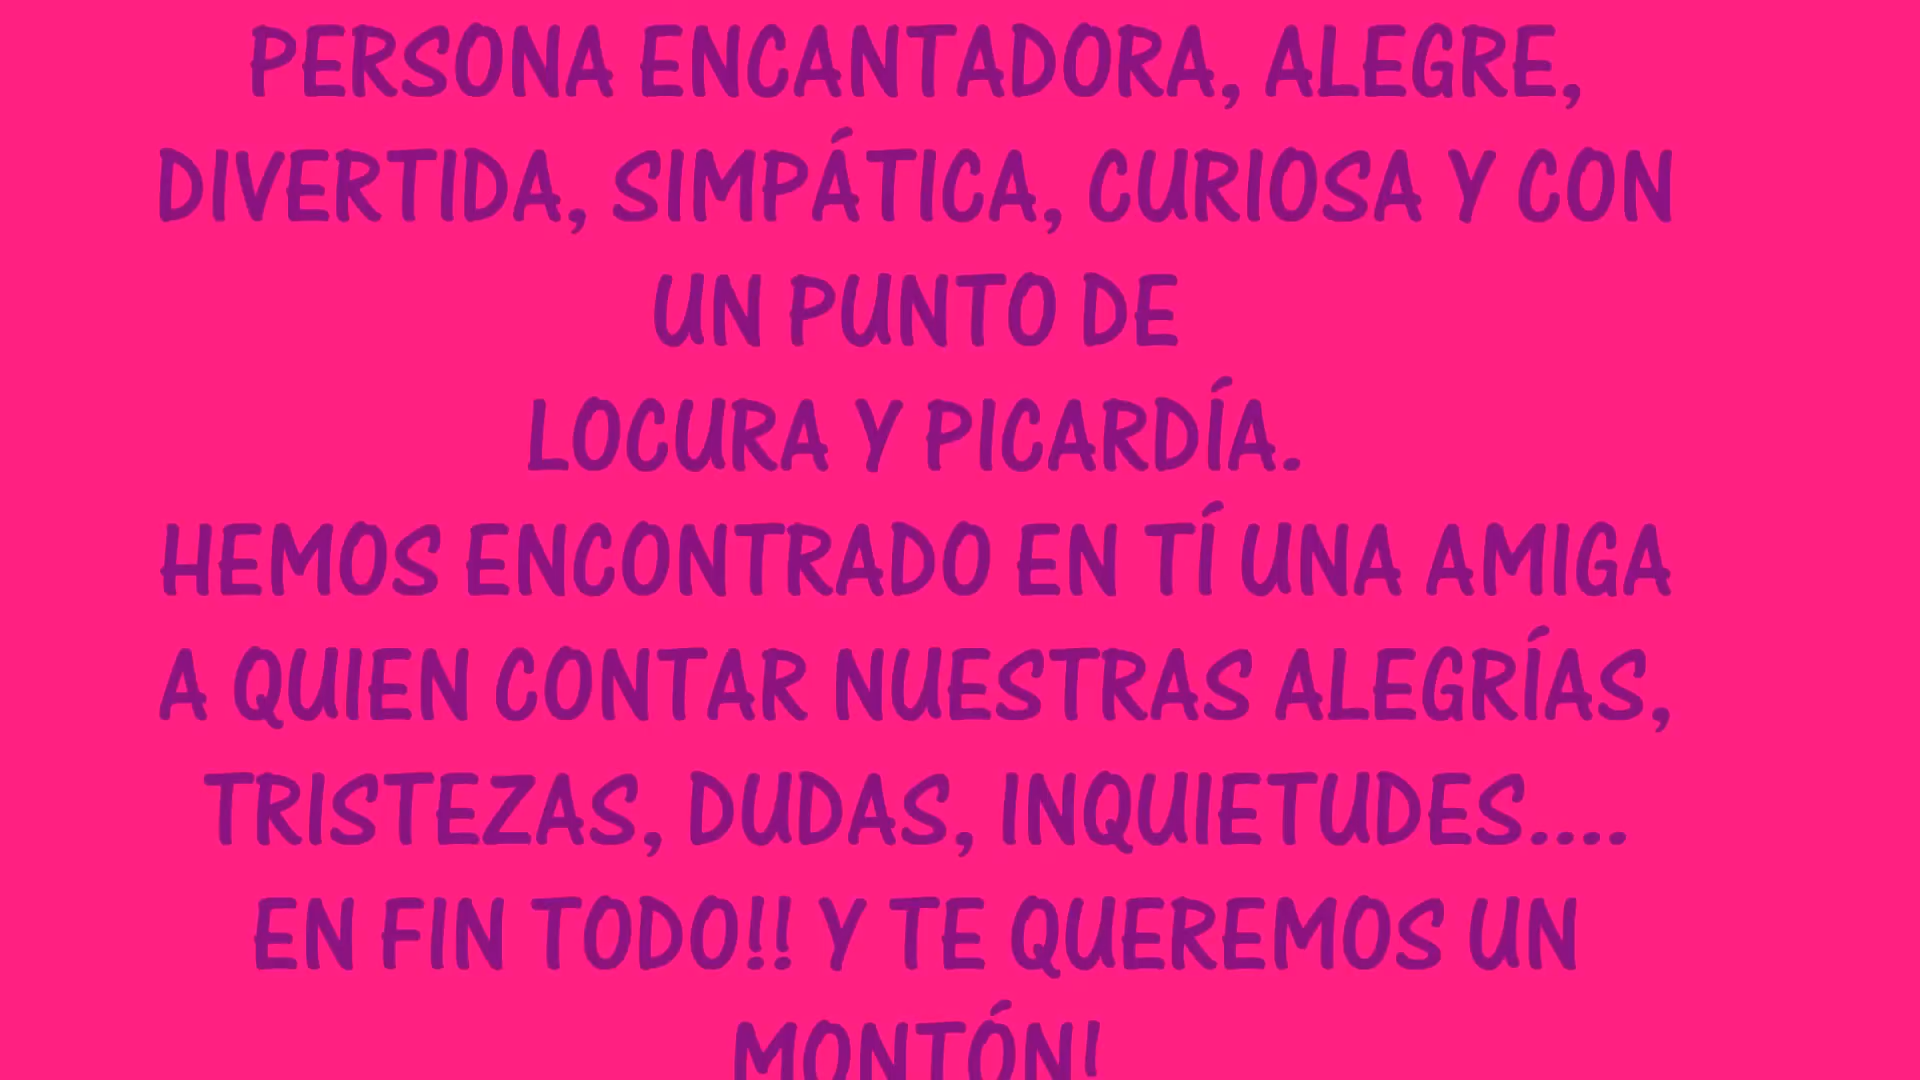 PERSONA ENCANTADORA, ALEGRE,
DIVERTIDA, SIMPÁTICA, CURIOSA Y CON
UN PUNTO DE
LOCURA Y PICARDÍA.
HEMOS ENCONTRADO EN TÍ UNA AMIGA
A QUIEN CONTAR NUESTRAS ALEGRÍAS,
TRISTEZAS, DUDAS, INQUIETUDES....
EN FIN TODO!! Y TE QUEREMOS UN
MONTÓN!